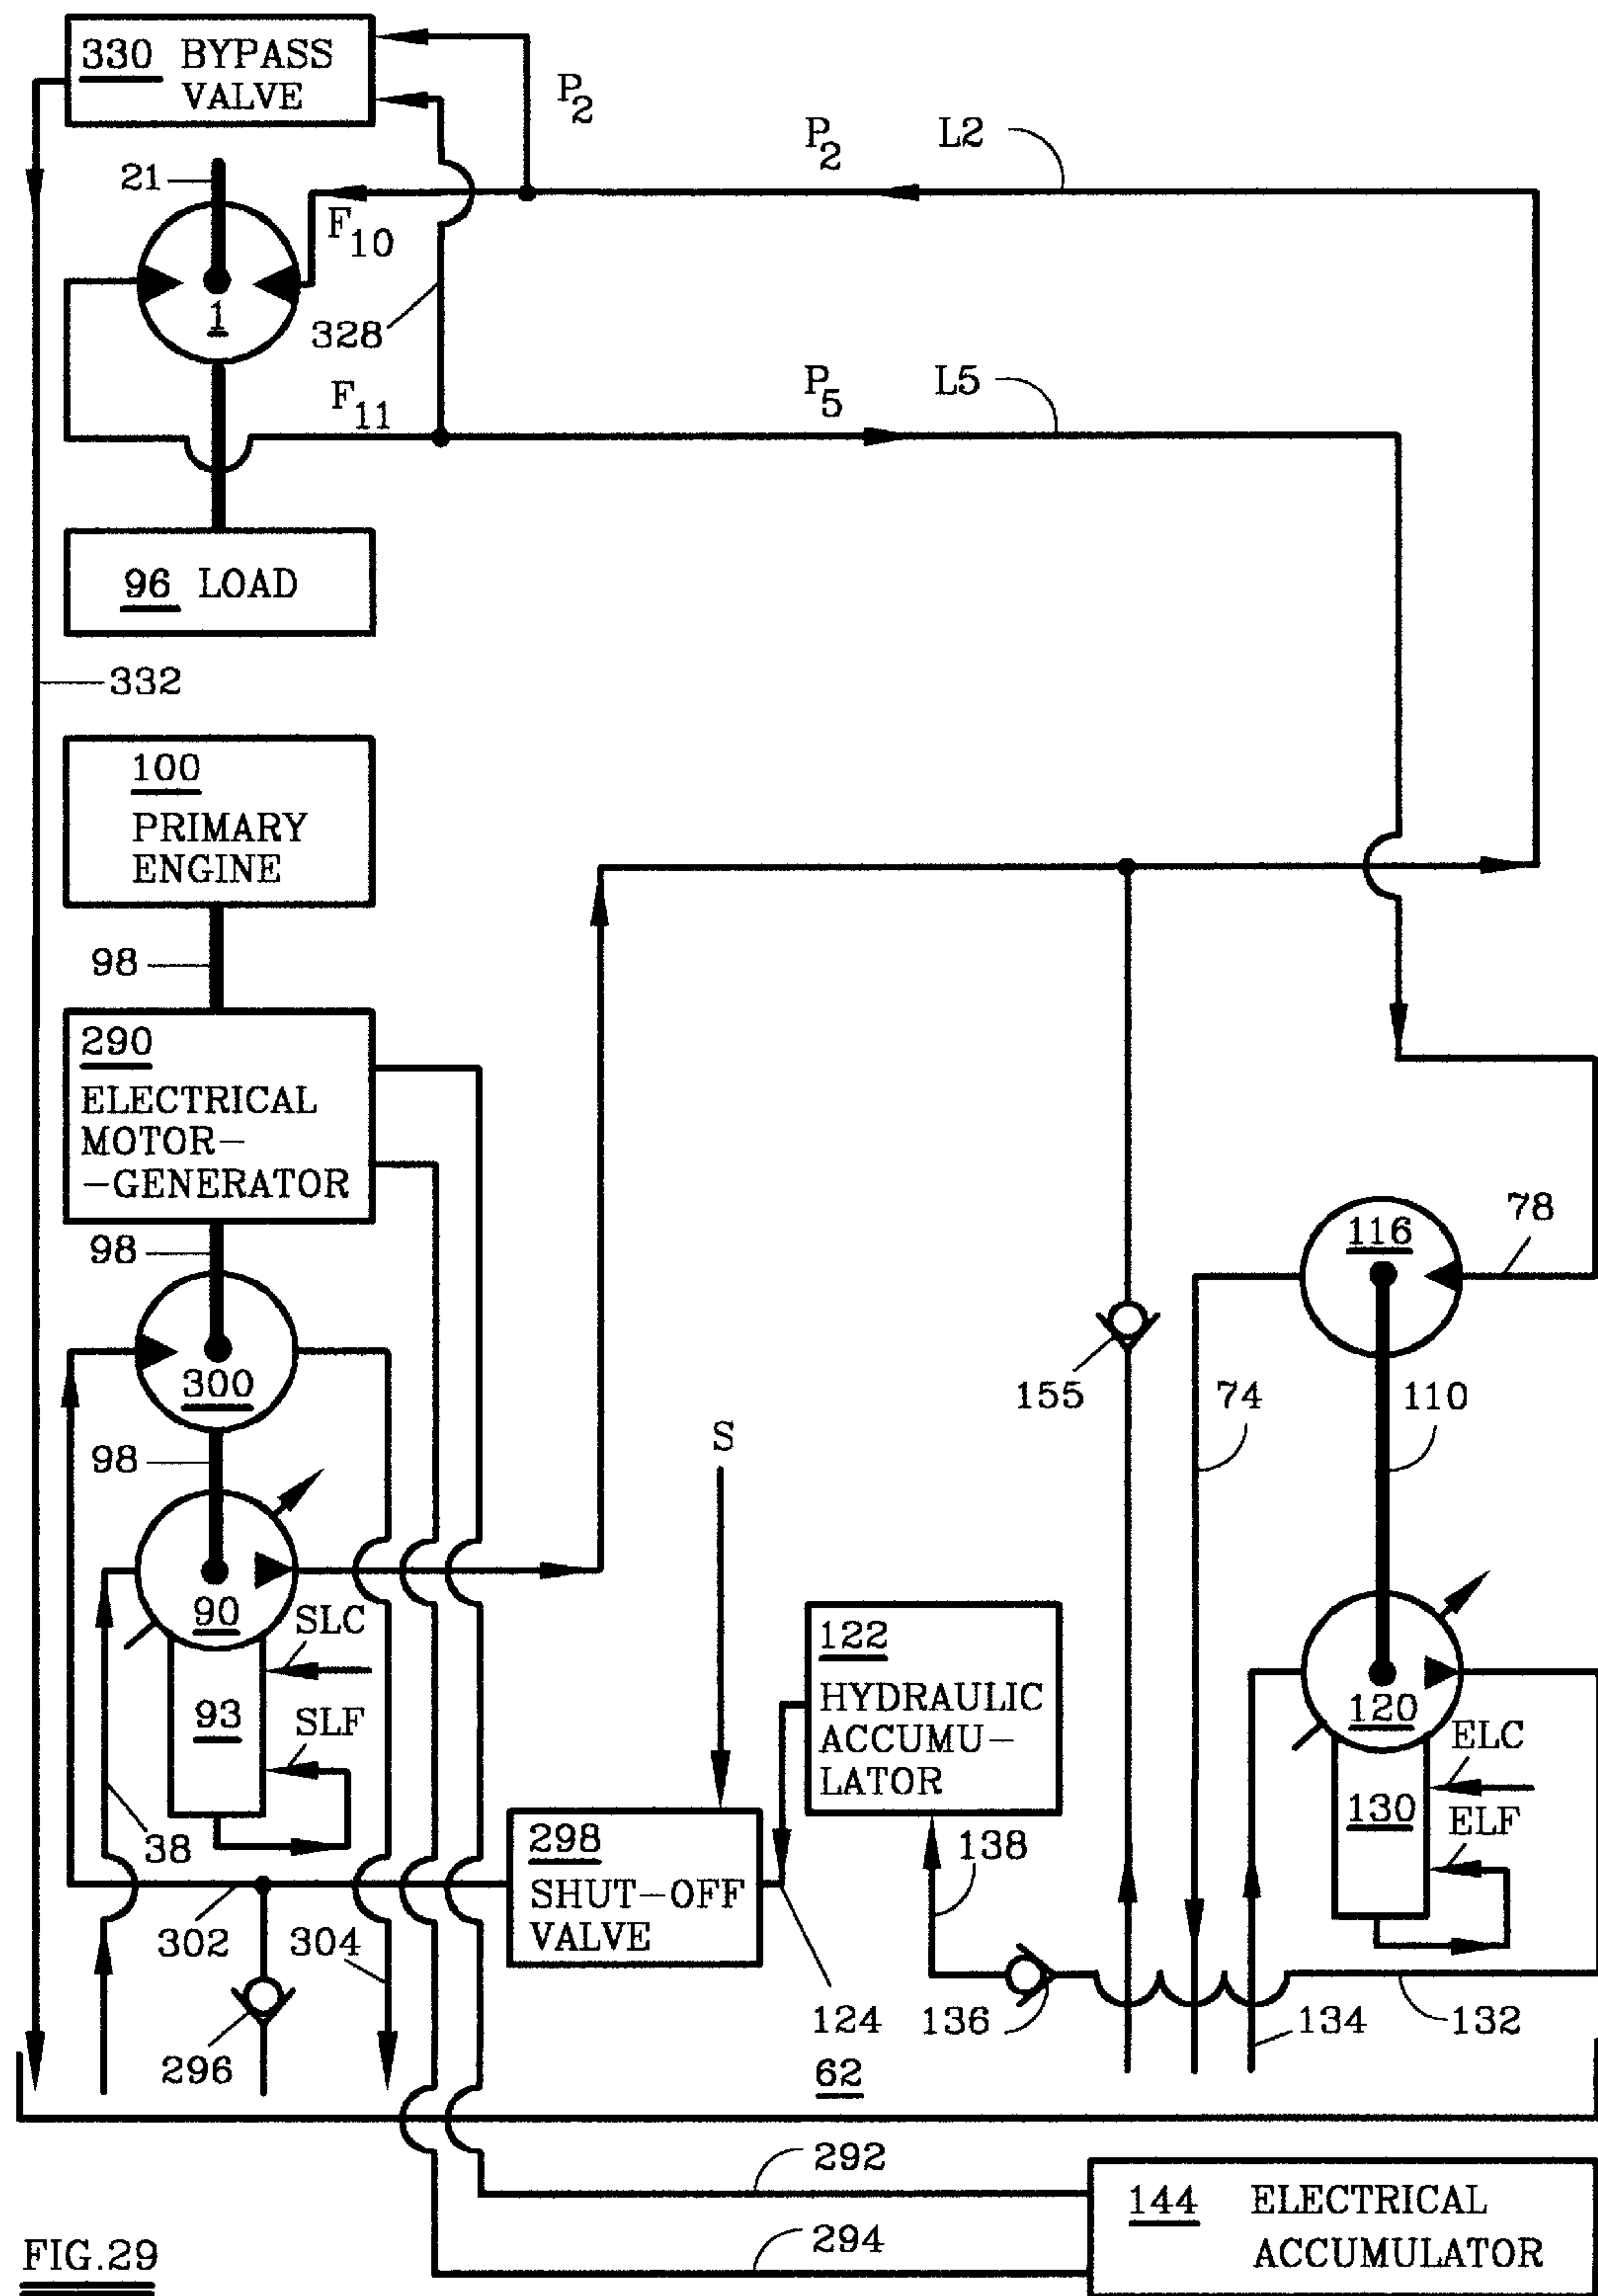 330 BYPASS
VALVE
P2
P2
L2
21
F10
1
328
F11
P5
L5
96 LOAD
332
100
PRIMARY
ENGINE
98
290
ELECTRICAL
MOTOR-
-GENERATOR
98
116
78
300
155
74
110
98
S
90
SLC
122
HYDRAULIC
ACCUMU-
LATOR
120
93
SLF
ELC
130
ELF
38
298
SHUT-OFF
VALVE
138
302
304
124
136
134
132
296
62
292
144 ELECTRICAL
ACCUMULATOR
294
FIG.29